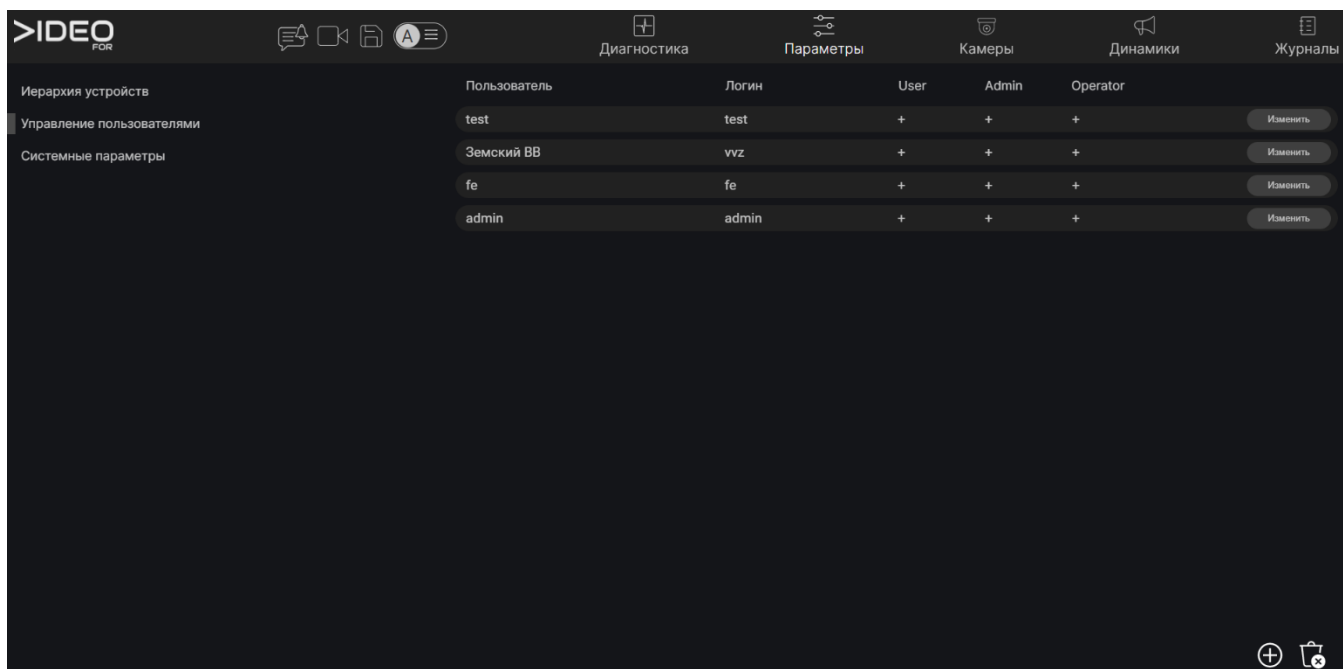 >IDEO
FOR
A
Диагностика
Параметры
Камеры
Динамики
Журналы
Иерархия устройств
Управление пользователями
Системные параметры
Пользователь Логин User Admin Operator
test test + + + Изменить
Земский ВВ vvz + + + Изменить
fe fe + + + Изменить
admin admin + + + Изменить